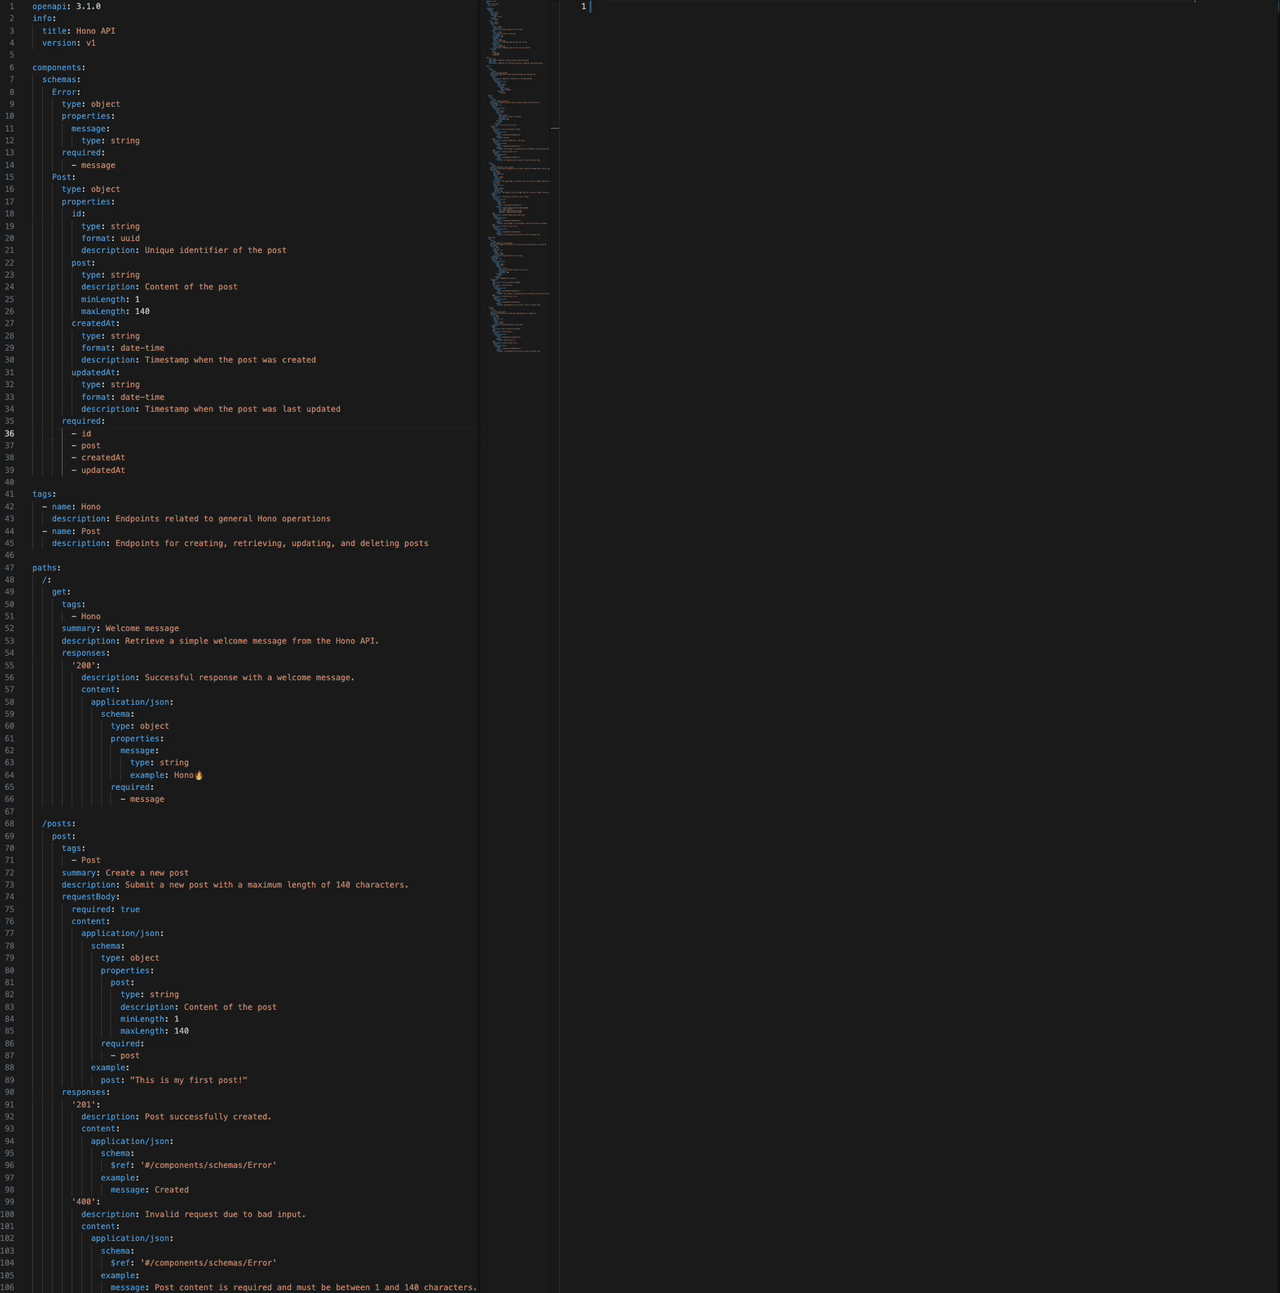 1 openapi: 3.1.0
2 info:
3   title: Hono API
4   version: v1
5
6 components:
7   schemas:
8     Error:
9       type: object
10       properties:
11         message:
12           type: string
13       required:
14         - message
15     Post:
16       type: object
17       properties:
18         id:
19           type: string
20           format: uuid
21           description: Unique identifier of the post
22         post:
23           type: string
24           description: Content of the post
25           minLength: 1
26           maxLength: 140
27         createdAt:
28           type: string
29           format: date-time
30           description: Timestamp when the post was created
31         updatedAt:
32           type: string
33           format: date-time
34           description: Timestamp when the post was last updated
35       required:
36         - id
37         - post
38         - createdAt
39         - updatedAt
40
41 tags:
42   - name: Hono
43     description: Endpoints related to general Hono operations
44   - name: Post
45     description: Endpoints for creating, retrieving, updating, and deleting posts
46
47 paths:
48   /:
49     get:
50       tags:
51         - Hono
52       summary: Welcome message
53       description: Retrieve a simple welcome message from the Hono API.
54       responses:
55         '200':
56           description: Successful response with a welcome message.
57           content:
58             application/json:
59               schema:
60                 type: object
61                 properties:
62                   message:
63                     type: string
64                     example: Hono🔥
65                 required:
66                   - message
67
68   /posts:
69     post:
70       tags:
71         - Post
72       summary: Create a new post
73       description: Submit a new post with a maximum length of 140 characters.
74       requestBody:
75         required: true
76         content:
77           application/json:
78             schema:
79               type: object
80               properties:
81                 post:
82                   type: string
83                   description: Content of the post
84                   minLength: 1
85                   maxLength: 140
86               required:
87                 - post
88             example:
89               post: "This is my first post!"
90       responses:
91         '201':
92           description: Post successfully created.
93           content:
94             application/json:
95               schema:
96                 $ref: '#/components/schemas/Error'
97               example:
98                 message: Created
99         '400':
100           description: Invalid request due to bad input.
101           content:
102             application/json:
103               schema:
104                 $ref: '#/components/schemas/Error'
105               example:
106                 message: Post content is required and must be between 1 and 140 characters.
1